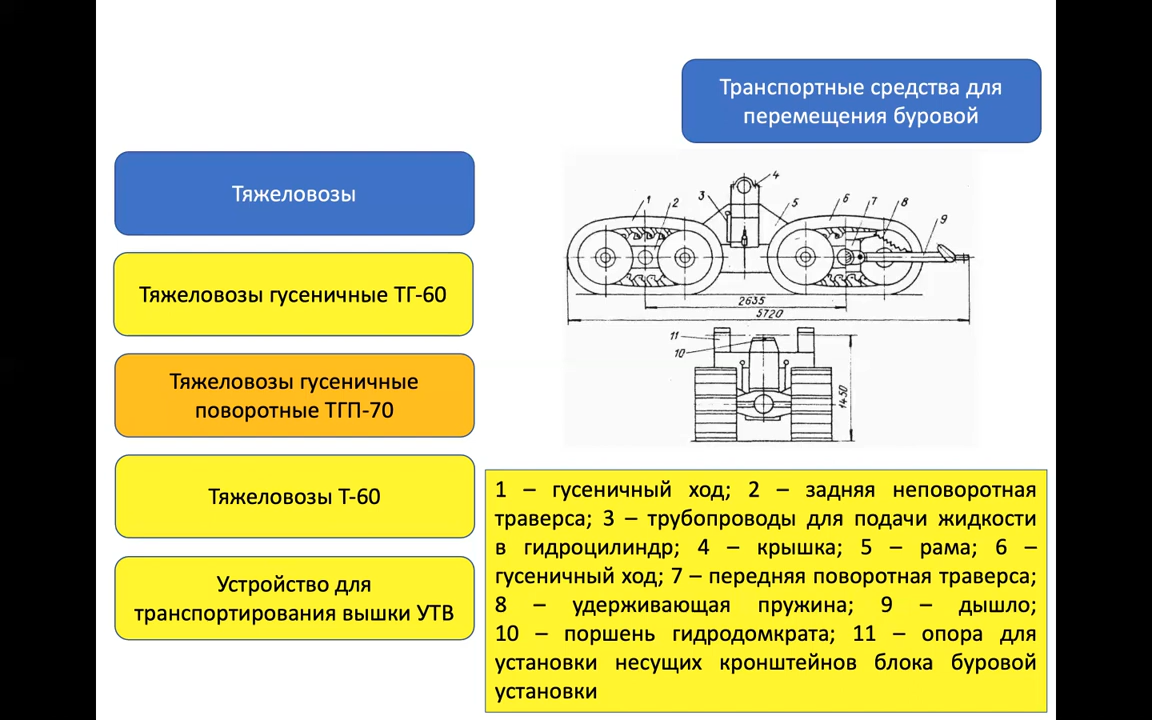 Транспортные средства для
перемещения буровой
Тяжеловозы
Тяжеловозы гусеничные ТГ-60
Тяжеловозы гусеничные
поворотные ТГП-70
Тяжеловозы Т-60
Устройство для
транспортирования вышки УТВ
1 2 3 4 5 6 7 8 9
2635
5720
11
10
1450
1 – гусеничный ход; 2 – задняя неповоротная
траверса; 3 – трубопроводы для подачи жидкости
в гидроцилиндр; 4 – крышка; 5 – рама; 6 –
гусеничный ход; 7 – передняя поворотная траверса;
8 – удерживающая пружина; 9 – дышло;
10 – поршень гидродомкрата; 11 – опора для
установки несущих кронштейнов блока буровой
установки